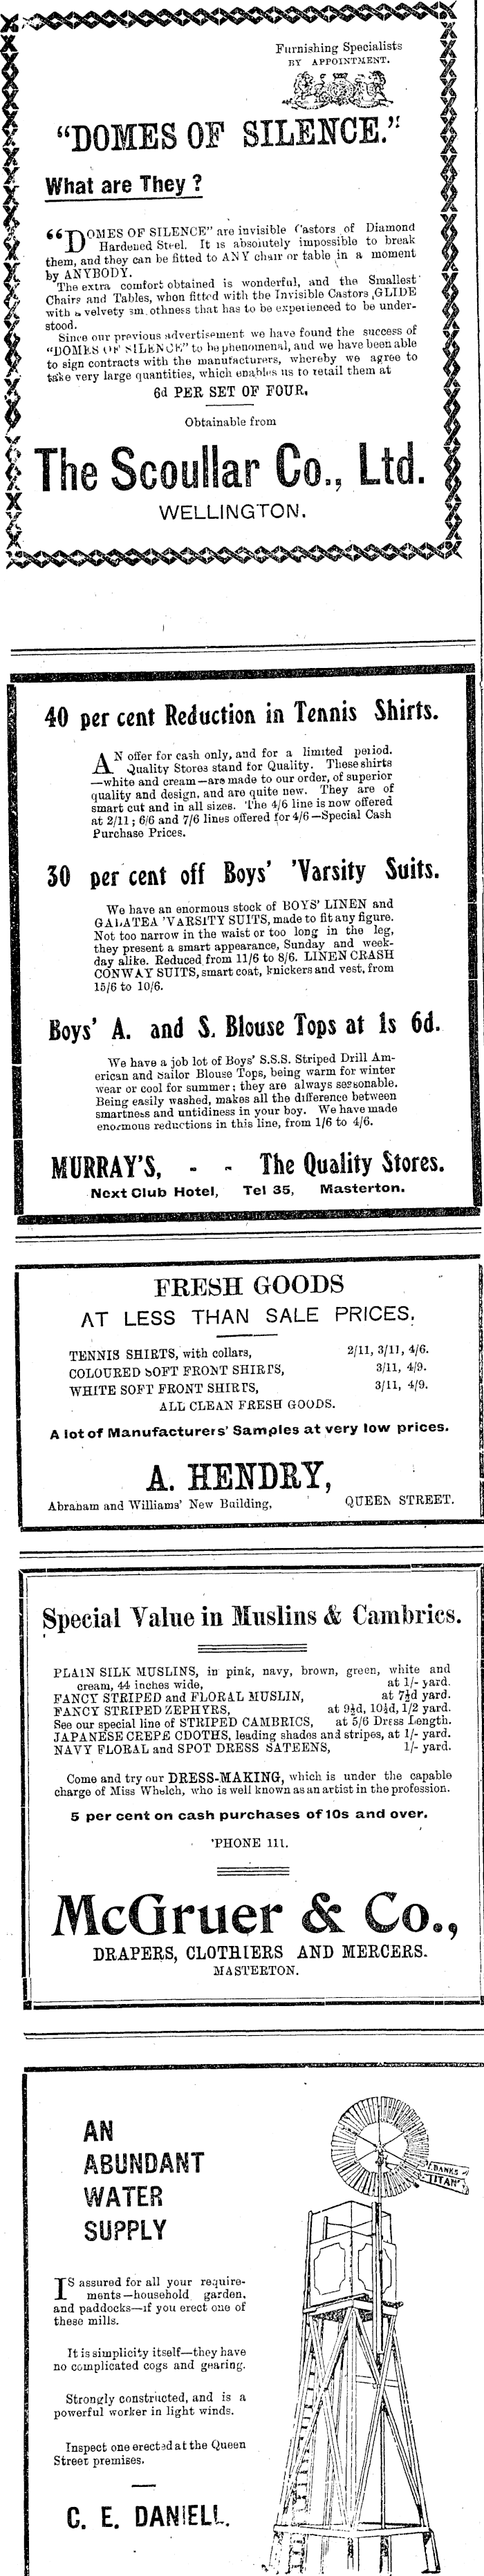 Furnishing Specialists
BY APPOINTMENT.
"DOMES OF SILENCE."
What are They ?
"DOMES OF SILENCE" are invisible Castors of Diamond
Hardened Steel. It is absolutely impossible to break
them, and they can be fitted to ANY chair or table in a moment
by ANYBODY.
The extra comfort obtained is wonderful, and the Smallest
Chairs and Tables, when fitted with the Invisible Castors GLIDE
with a velvety smoothness that has to be experienced to be under-
stood.
Since our previous advertisement we have found the success of
"DOMES OF SILENCE" to be phenomenal, and we have been able
to sign contracts with the manufacturers, whereby we agree to
take very large quantities, which enables us to retail them at
6d PER SET OF FOUR,
Obtainable from
The Scoullar Co., Ltd.
WELLINGTON.
40 per cent Reduction in Tennis Shirts.
AN offer for cash only, and for a limited period.
Quality Stores stand for Quality. These shirts
—white and cream—are made to our order, of superior
quality and design, and are quite new. They are of
smart cut and in all sizes. The 4/6 line is now offered
at 2/11; 6/6 and 7/6 lines offered for 4/6—Special Cash
Purchase Prices.
30 per cent off Boys' 'Varsity Suits.
We have an enormous stock of BOYS' LINEN and
GALATEA 'VARSITY SUITS, made to fit any figure.
Not too narrow in the waist or too long in the leg,
they present a smart appearance, Sunday and week-
day alike. Reduced from 11/6 to 8/6. LINEN CRASH
CONWAY SUITS, smart coat, knickers and vest, from
15/6 to 10/6.
Boys' A. and S. Blouse Tops at 1s 6d.
We have a job lot of Boys' S.S.S. Striped Drill Am-
erican and Sailor Blouse Tops, being warm for winter
wear or cool for summer; they are always sessonable.
Being easily washed, makes all the difference between
smartness and untidiness in your boy. We have made
enormous reductions in this line, from 1/6 to 4/6.
MURRAY'S, - - The Quality Stores.
Next Club Hotel, Tel 35, Masterton.
FRESH GOODS
AT LESS THAN SALE PRICES.
TENNIS SHIRTS, with collars, 2/11, 3/11, 4/6.
COLOURED SOFT FRONT SHIRTS, 3/11, 4/9.
WHITE SOFT FRONT SHIRTS, 3/11, 4/9.
ALL CLEAN FRESH GOODS.
A lot of Manufacturers' Samples at very low prices.
A. HENDRY,
Abraham and Williams' New Building, QUEEN STREET.
Special Value in Muslins & Cambrics.
PLAIN SILK MUSLINS, in pink, navy, brown, green, white and
cream, 44 inches wide, at 1/- yard.
FANCY STRIPED and FLORAL MUSLIN, at 7½d yard.
FANCY STRIPED ZEPHYRS, at 9½d, 10½d, 1/2 yard.
See our special line of STRIPED CAMBRICS, at 5/6 Dress Length.
JAPANESE CREPE CDOTHS, leading shades and stripes, at 1/- yard.
NAVY FLORAL and SPOT DRESS SATEENS, 1/- yard.
Come and try our DRESS-MAKING, which is under the capable
charge of Miss Whelch, who is well known as an artist in the profession.
5 per cent on cash purchases of 10s and over.
'PHONE 111.
McGruer & Co.,
DRAPERS, CLOTHIERS AND MERCERS.
MASTERTON.
AN
ABUNDANT
WATER
SUPPLY
BANKS
TITAN
IS assured for all your require-
ments—household garden,
and paddocks—if you erect one of
these mills.
It is simplicity itself—they have
no complicated cogs and gearing.
Strongly constructed, and is a
powerful worker in light winds.
Inspect one erected at the Queen
Street premises.
C. E. DANIELL.